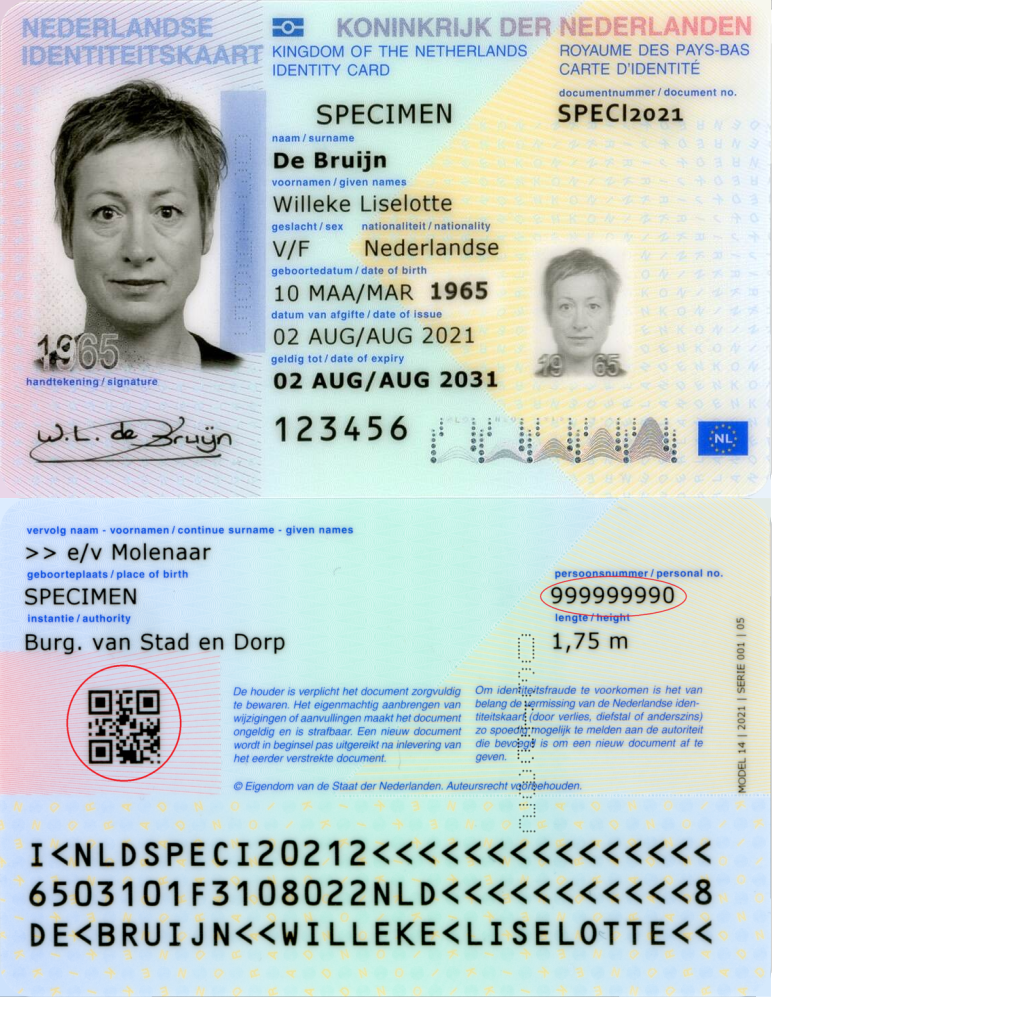 NEDERLANDSE
IDENTITEITSKAART
KONINKRIJK DER NEDERLANDEN
KINGDOM OF THE NETHERLANDS
IDENTITY CARD
ROYAUME DES PAYS-BAS
CARTE D'IDENTITÉ
documentnummer / document no.
SPECI2021
SPECIMEN
naam / surname
De Bruijn
voornamen / given names
Willeke Liselotte
geslacht / sex nationaliteit / nationality
V/F Nederlandse
geboortedatum / date of birth
10 MAA/MAR 1965
datum van afgifte / date of issue
02 AUG/AUG 2021
geldig tot / date of expiry
02 AUG/AUG 2031
123456
1965
handtekening / signature
W.L. de Bruijn
19 65
NL
vervolg naam - voornamen / continue surname - given names
>> e/v Molenaar
geboorteplaats / place of birth
SPECIMEN
instantie / authority
Burg. van Stad en Dorp
persoonsnummer / personal no.
999999990
lengte / height
1,75 m
De houder is verplicht het document zorgvuldig
te bewaren. Het eigenmachtig aanbrengen van
wijzigingen of aanvullingen maakt het document
ongeldig en is strafbaar. Een nieuw document
wordt in beginsel pas uitgereikt na inlevering van
het eerder verstrekte document.
Om identiteitsfraude te voorkomen is het van
belang de vermissing van de Nederlandse iden-
titeitskaart (door verlies, diefstal of anderszins)
zo spoedig mogelijk te melden aan de autoriteit
die bevoegd is om een nieuw document af te
geven.
© Eigendom van de Staat der Nederlanden. Auteursrecht voorbehouden.
MODEL 14 | 2021 | SERIE 001 | 05
I<NLDSPECI20212<<<<<<<<<<<<<<<
6503101F3108022NLD<<<<<<<<<<<8
DE<BRUIJN<<WILLEKE<LISELOTTE<<